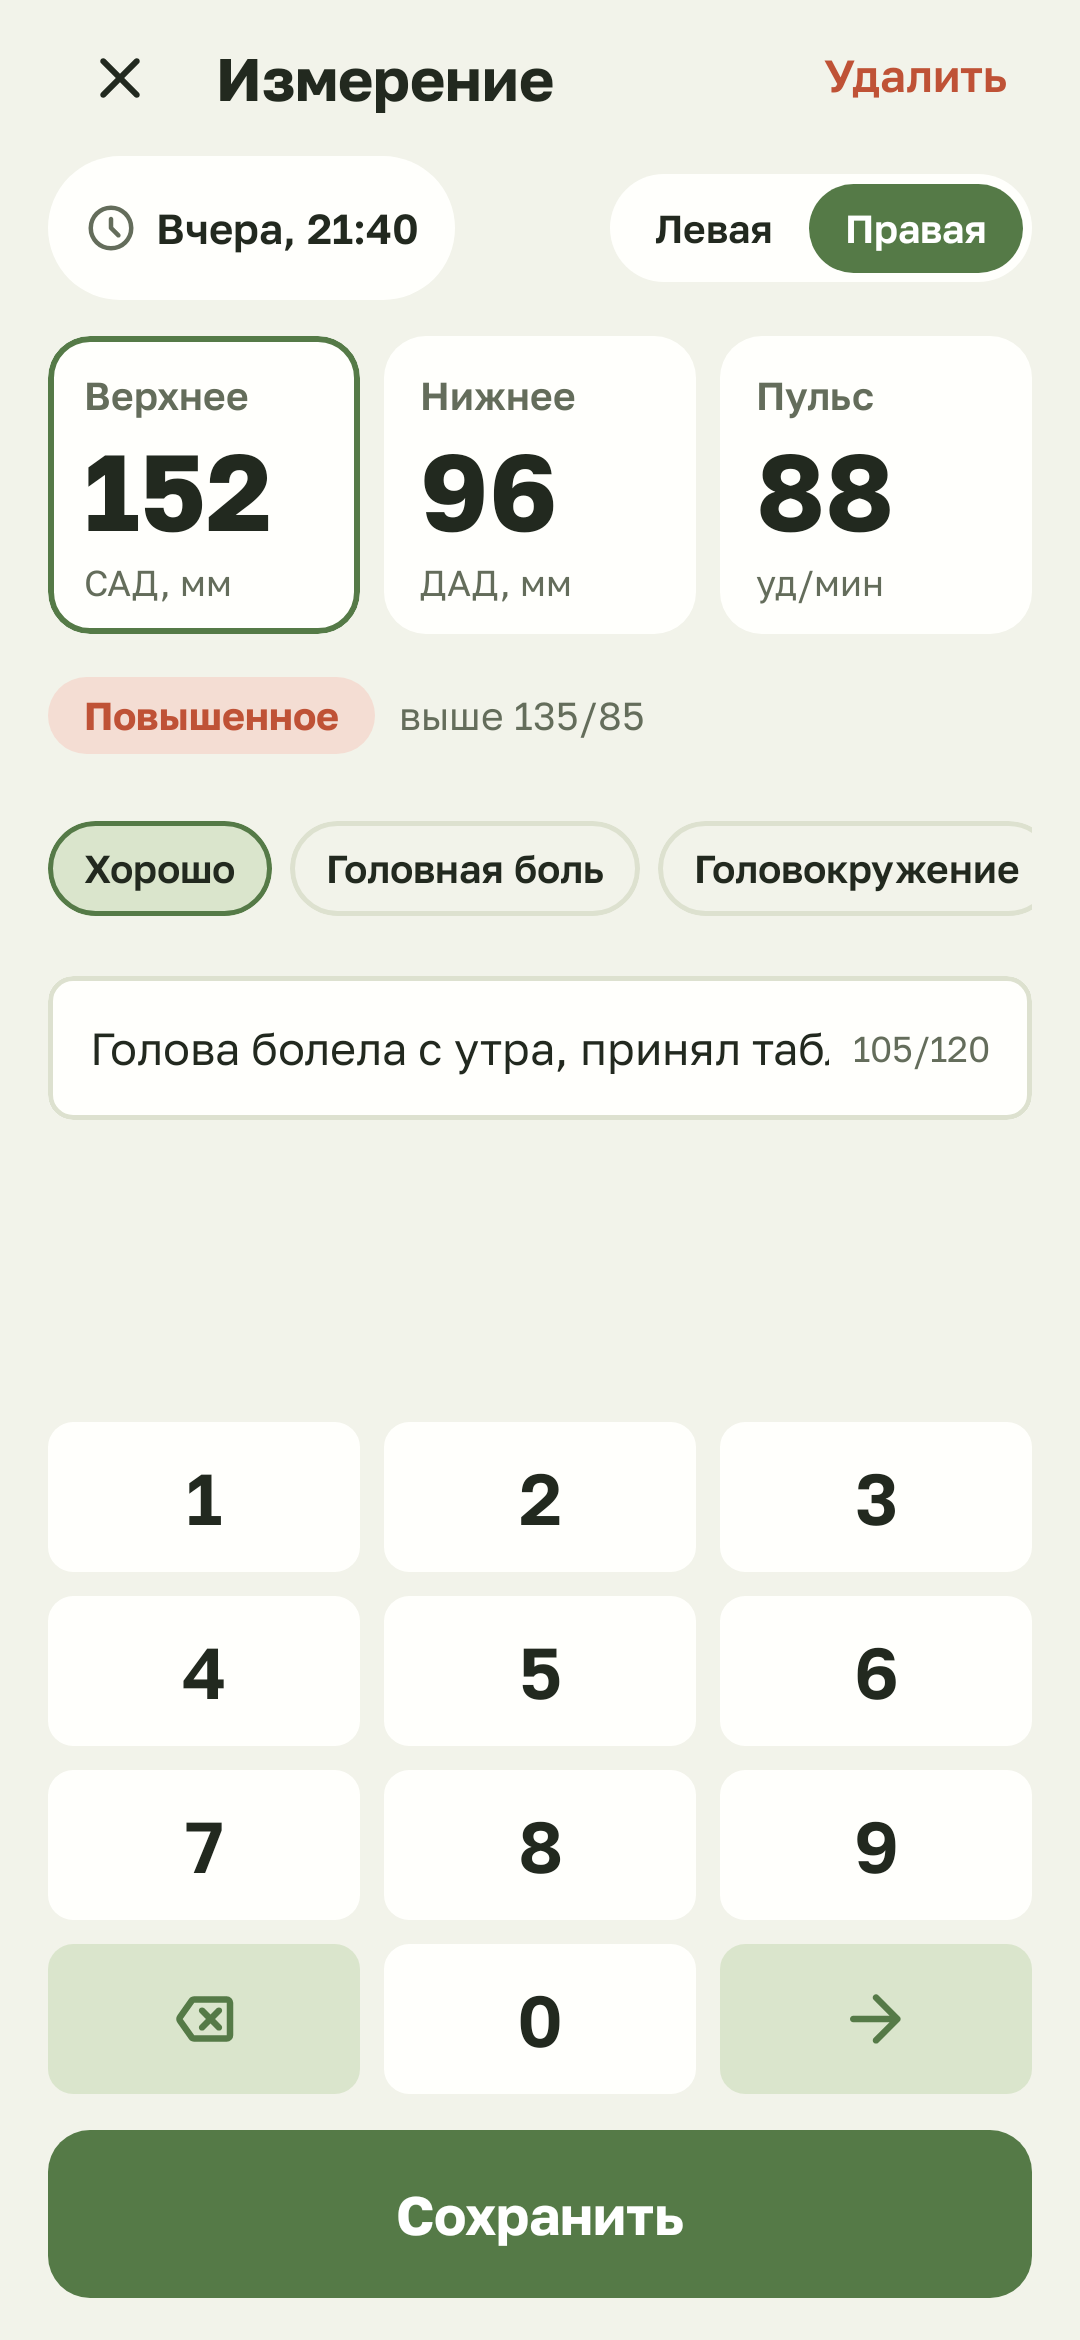 Измерение
Удалить
Вчера, 21:40
Левая
Правая
Верхнее
152
САД, мм
Нижнее
96
ДАД, мм
Пульс
88
уд/мин
Повышенное
выше 135/85
Хорошо
Головная боль
Головокружение
Голова болела с утра, принял
105/120
1
2
3
4
5
6
7
8
9
0
Сохранить